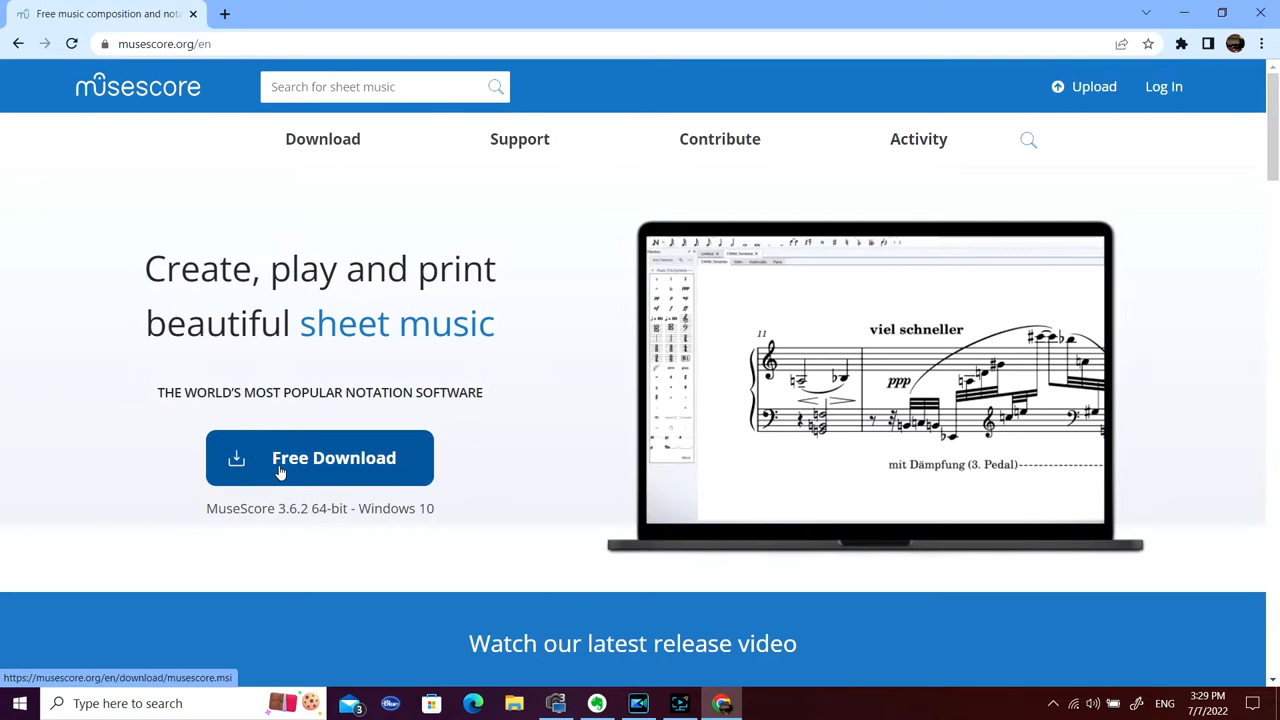 Free music composition and nota
musescore.org/en
musescore
Search for sheet music
Upload
Log In
Download
Support
Contribute
Activity
Create, play and print
beautiful sheet music
THE WORLD'S MOST POPULAR NOTATION SOFTWARE
Free Download
MuseScore 3.6.2 64-bit - Windows 10
11
viel schneller
ppp
mit Dämpfung (3. Pedal)
Watch our latest release video
https://musescore.org/en/download/musescore.msi
Type here to search
3
ENG
3:29 PM
7/7/2022